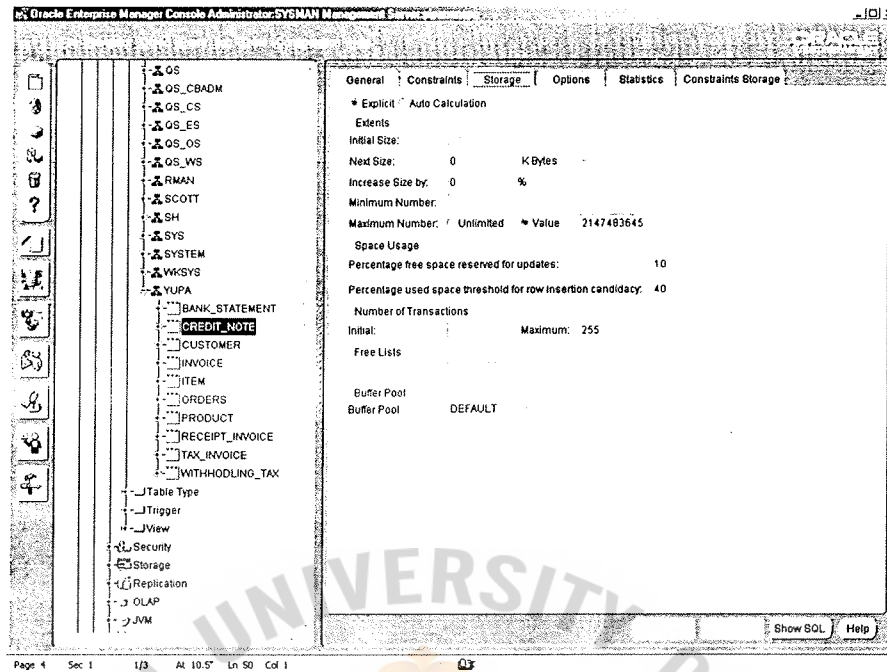 Oracle Enterprise Manager Console Administrator:SYSMAN Management Server
QS
QS_CBADM
QS_CS
QS_ES
QS_OS
QS_WS
RMAN
SCOTT
SH
SYS
SYSTEM
WKSYS
YUPA
BANK_STATEMENT
CREDIT_NOTE
CUSTOMER
INVOICE
ITEM
ORDERS
PRODUCT
RECEIPT_INVOICE
TAX_INVOICE
WITHHODLING_TAX
Table Type
Trigger
View
Security
Storage
Replication
OLAP
JVM
General Constraints Storage Options Statistics Constraints Storage
Explicit Auto Calculation
Extents
Initial Size:
Next Size: 0 K Bytes
Increase Size by: 0 %
Minimum Number:
Maximum Number: Unlimited Value 2147483645
Space Usage
Percentage free space reserved for updates: 10
Percentage used space threshold for row insertion candidacy: 40
Number of Transactions
Initial: Maximum: 255
Free Lists
Buffer Pool
Buffer Pool DEFAULT
Show SQL Help
Page 4 Sec 1 1/3 At 10.5" Ln 50 Col 1
UNIVERSITY